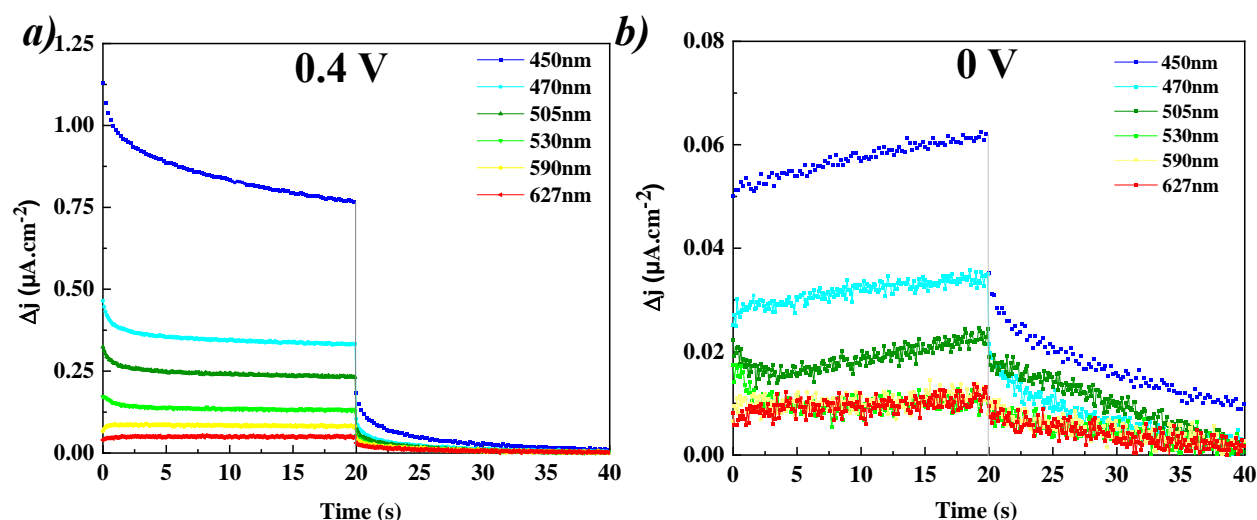 a)
0.4 V
450nm
470nm
505nm
530nm
590nm
627nm
1.25
1.00
0.75
0.50
0.25
0.00
Δj (µA.cm-2)
0 5 10 15 20 25 30 35 40
Time (s)
b)
0 V
450nm
470nm
505nm
530nm
590nm
627nm
0.08
0.06
0.04
0.02
0.00
Δj (µA.cm-2)
0 5 10 15 20 25 30 35 40
Time (s)